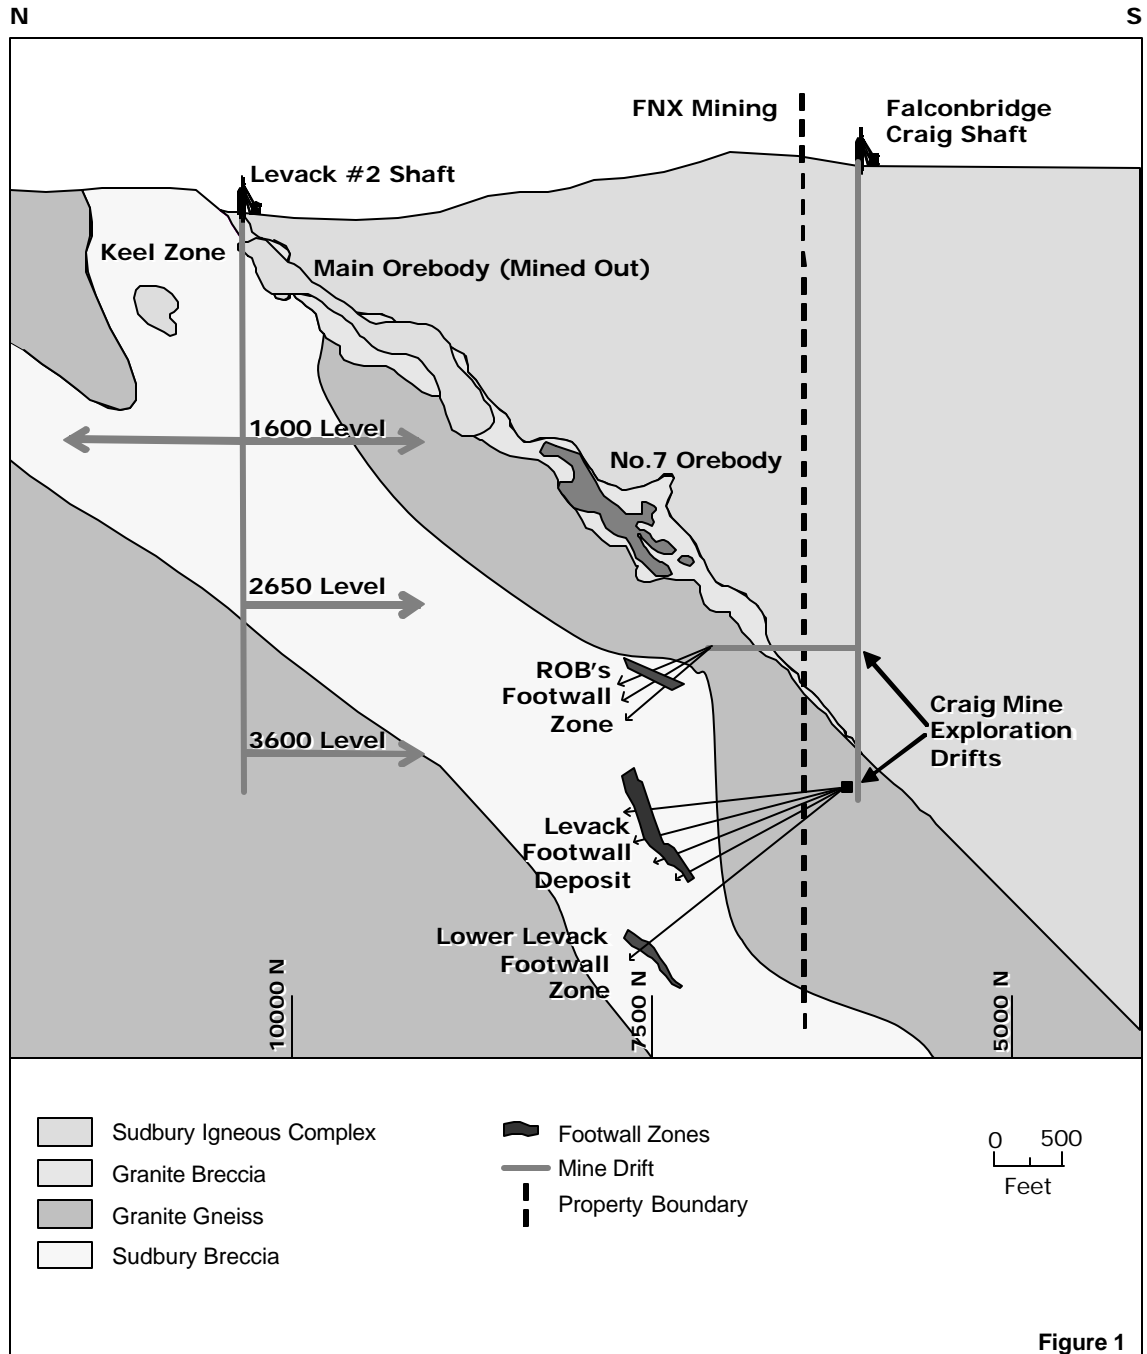 N
S
FNX Mining
Falconbridge
Craig Shaft
Levack #2 Shaft
Keel Zone
Main Orebody (Mined Out)
1600 Level
No.7 Orebody
2650 Level
ROB's
Footwall
Zone
3600 Level
Craig Mine
Exploration
Drifts
Levack
Footwall
Deposit
Lower Levack
Footwall
Zone
10000 N
7500 N
5000 N
Sudbury Igneous Complex
Granite Breccia
Granite Gneiss
Sudbury Breccia
Footwall Zones
Mine Drift
Property Boundary
0 500
Feet
Figure 1